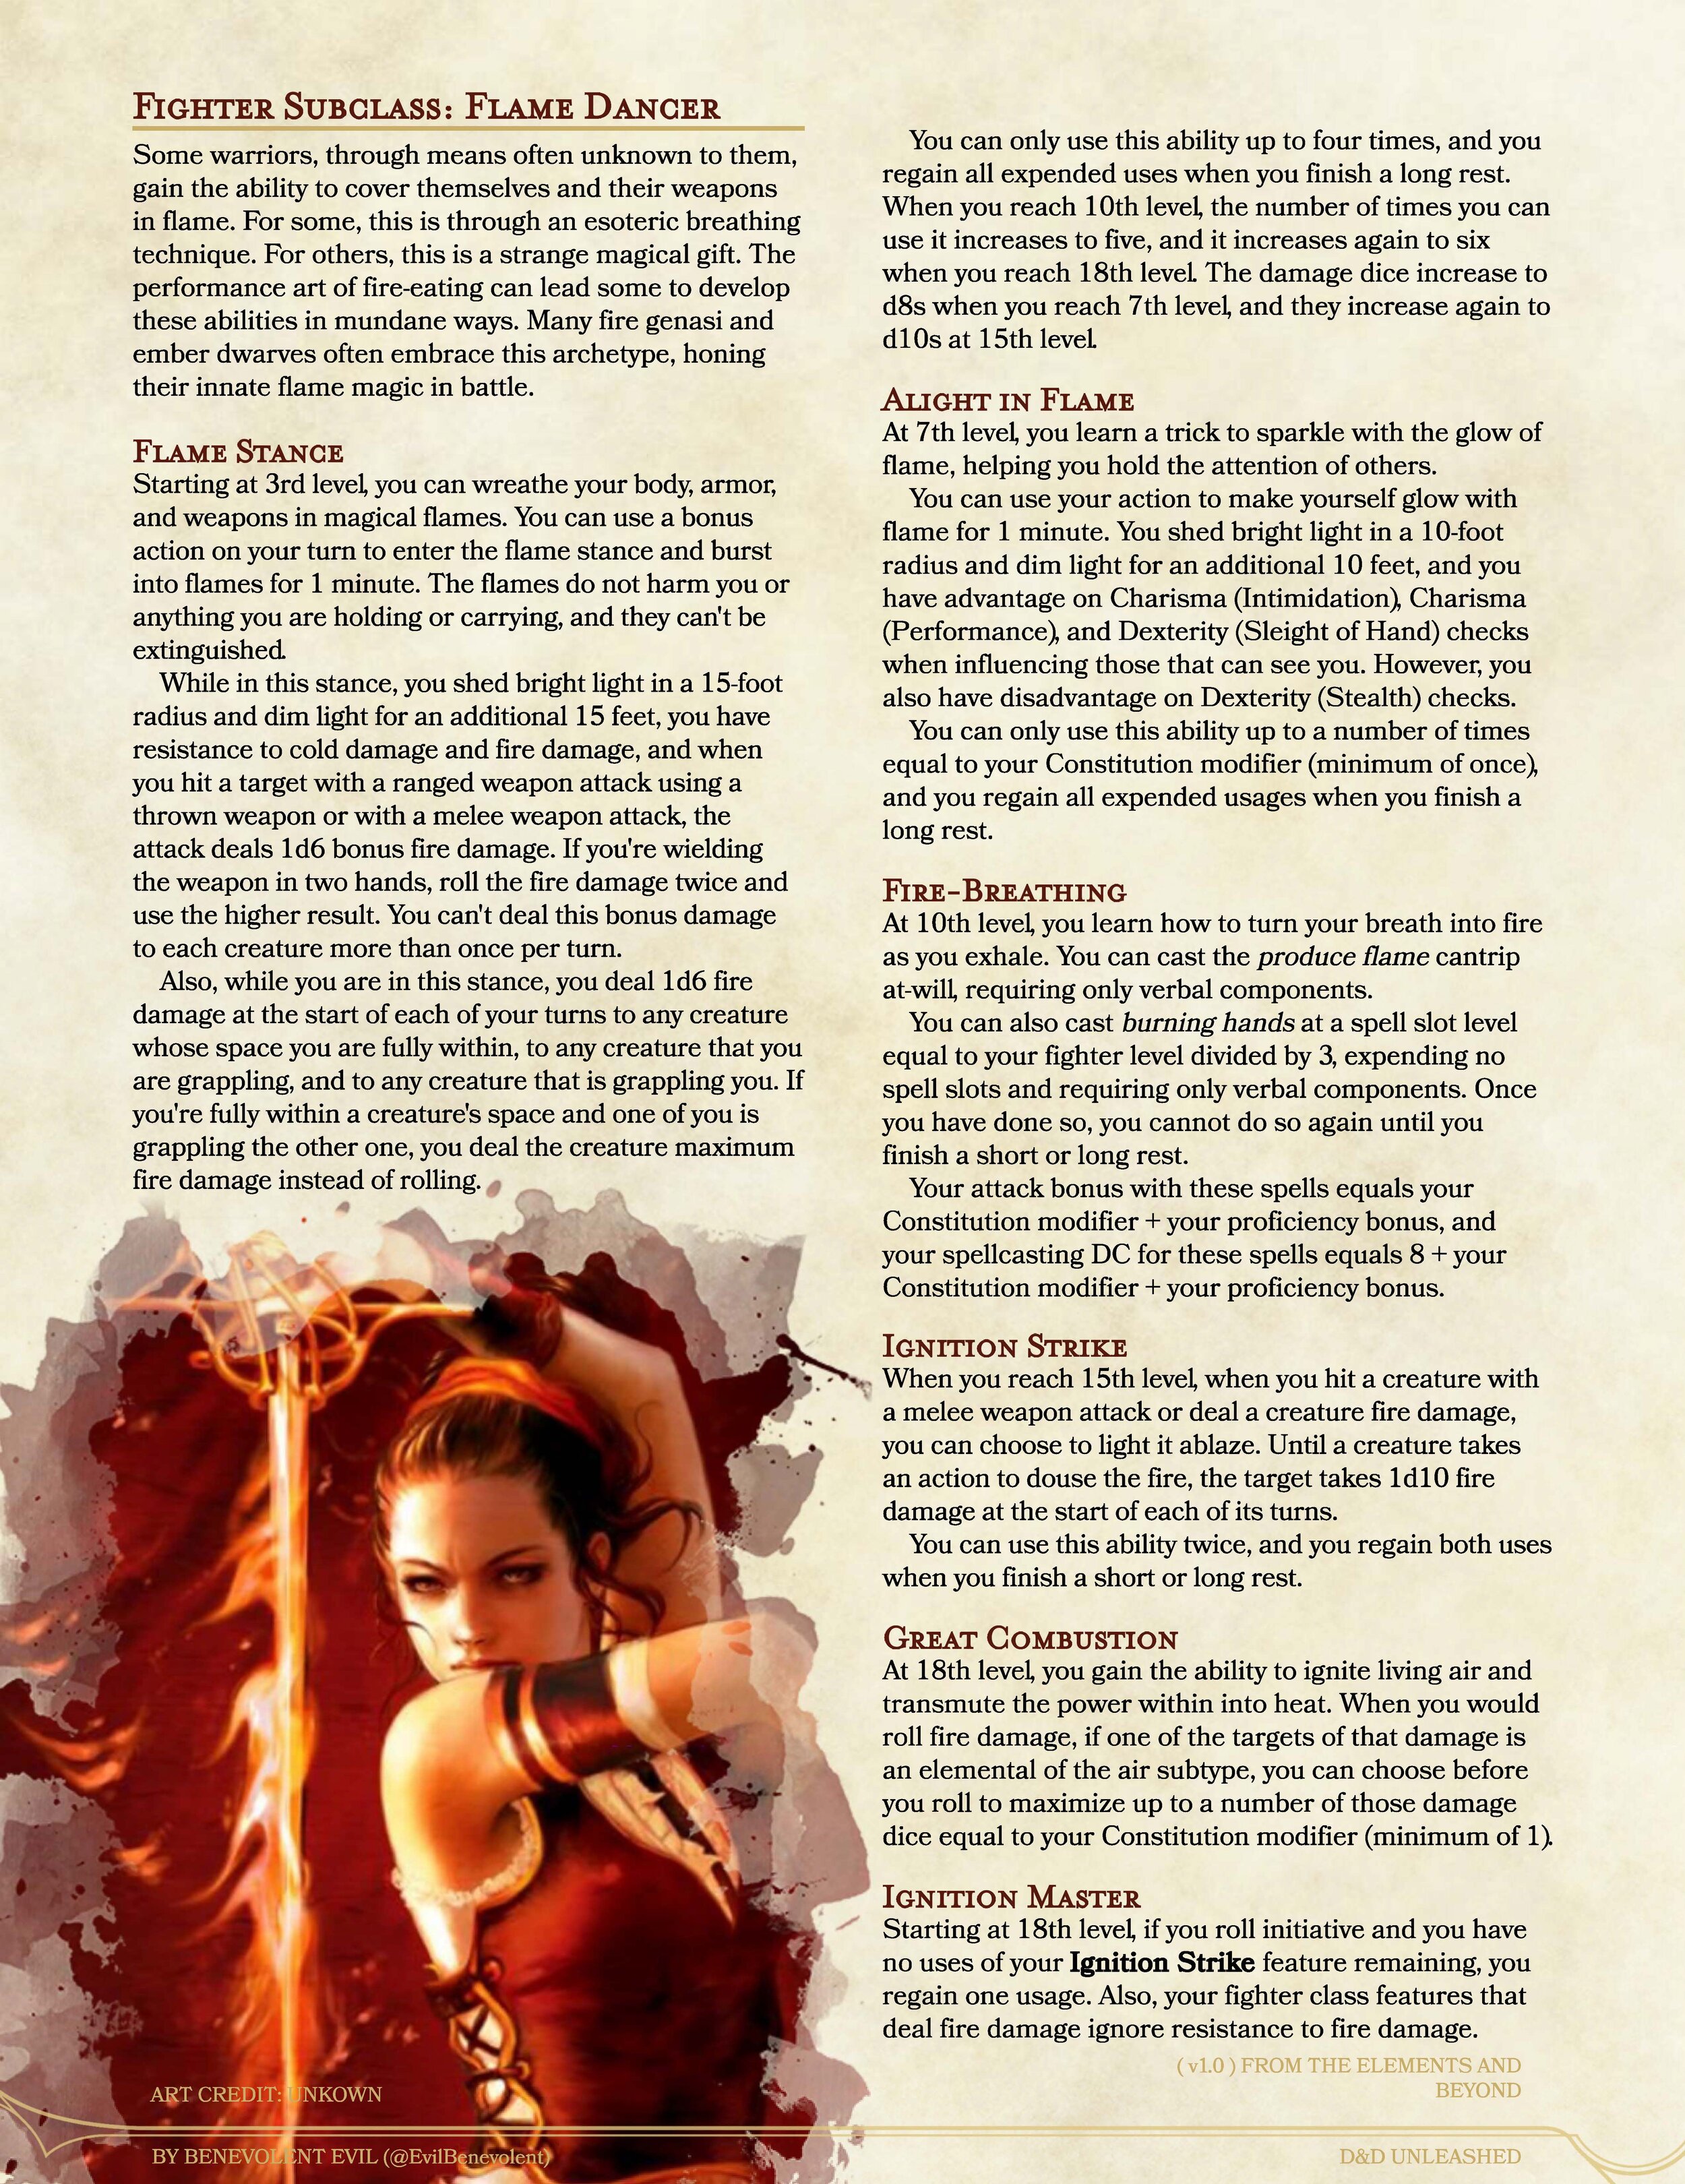 Fighter Subclass: Flame Dancer
Some warriors, through means often unknown to them,
gain the ability to cover themselves and their weapons
in flame. For some, this is through an esoteric breathing
technique. For others, this is a strange magical gift. The
performance art of fire-eating can lead some to develop
these abilities in mundane ways. Many fire genasi and
ember dwarves often embrace this archetype, honing
their innate flame magic in battle.
Flame Stance
Starting at 3rd level, you can wreathe your body, armor,
and weapons in magical flames. You can use a bonus
action on your turn to enter the flame stance and burst
into flames for 1 minute. The flames do not harm you or
anything you are holding or carrying, and they can't be
extinguished.
While in this stance, you shed bright light in a 15-foot
radius and dim light for an additional 15 feet, you have
resistance to cold damage and fire damage, and when
you hit a target with a ranged weapon attack using a
thrown weapon or with a melee weapon attack, the
attack deals 1d6 bonus fire damage. If you're wielding
the weapon in two hands, roll the fire damage twice and
use the higher result. You can't deal this bonus damage
to each creature more than once per turn.
Also, while you are in this stance, you deal 1d6 fire
damage at the start of each of your turns to any creature
whose space you are fully within, to any creature that you
are grappling, and to any creature that is grappling you. If
you're fully within a creature's space and one of you is
grappling the other one, you deal the creature maximum
fire damage instead of rolling.
You can only use this ability up to four times, and you
regain all expended uses when you finish a long rest.
When you reach 10th level, the number of times you can
use it increases to five, and it increases again to six
when you reach 18th level. The damage dice increase to
d8s when you reach 7th level, and they increase again to
d10s at 15th level.
Alight in Flame
At 7th level, you learn a trick to sparkle with the glow of
flame, helping you hold the attention of others.
You can use your action to make yourself glow with
flame for 1 minute. You shed bright light in a 10-foot
radius and dim light for an additional 10 feet, and you
have advantage on Charisma (Intimidation), Charisma
(Performance), and Dexterity (Sleight of Hand) checks
when influencing those that can see you. However, you
also have disadvantage on Dexterity (Stealth) checks.
You can only use this ability up to a number of times
equal to your Constitution modifier (minimum of once),
and you regain all expended usages when you finish a
long rest.
Fire-Breathing
At 10th level, you learn how to turn your breath into fire
as you exhale. You can cast the produce flame cantrip
at-will, requiring only verbal components.
You can also cast burning hands at a spell slot level
equal to your fighter level divided by 3, expending no
spell slots and requiring only verbal components. Once
you have done so, you cannot do so again until you
finish a short or long rest.
Your attack bonus with these spells equals your
Constitution modifier + your proficiency bonus, and
your spellcasting DC for these spells equals 8 + your
Constitution modifier + your proficiency bonus.
Ignition Strike
When you reach 15th level, when you hit a creature with
a melee weapon attack or deal a creature fire damage,
you can choose to light it ablaze. Until a creature takes
an action to douse the fire, the target takes 1d10 fire
damage at the start of each of its turns.
You can use this ability twice, and you regain both uses
when you finish a short or long rest.
Great Combustion
At 18th level, you gain the ability to ignite living air and
transmute the power within into heat. When you would
roll fire damage, if one of the targets of that damage is
an elemental of the air subtype, you can choose before
you roll to maximize up to a number of those damage
dice equal to your Constitution modifier (minimum of 1).
Ignition Master
Starting at 18th level, if you roll initiative and you have
no uses of your Ignition Strike feature remaining, you
regain one usage. Also, your fighter class features that
deal fire damage ignore resistance to fire damage.
( v1.0 ) FROM THE ELEMENTS AND
BEYOND
ART CREDIT: UNKOWN
BY BENEVOLENT EVIL (@EvilBenevolent)
D&D UNLEASHED